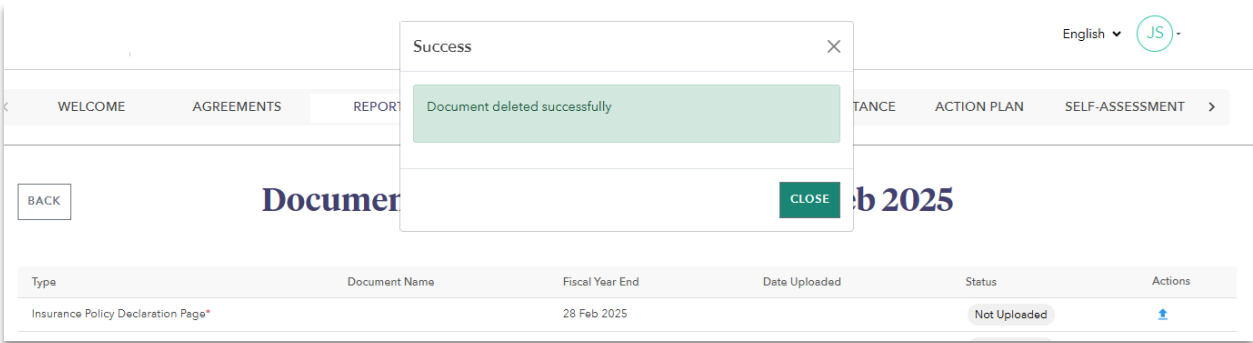 Success
English
JS
WELCOME AGREEMENTS REPORT TANCE ACTION PLAN SELF-ASSESSMENT
Document deleted successfully
CLOSE
BACK
Documen eb 2025
Type Document Name Fiscal Year End Date Uploaded Status Actions
Insurance Policy Declaration Page* 28 Feb 2025 Not Uploaded